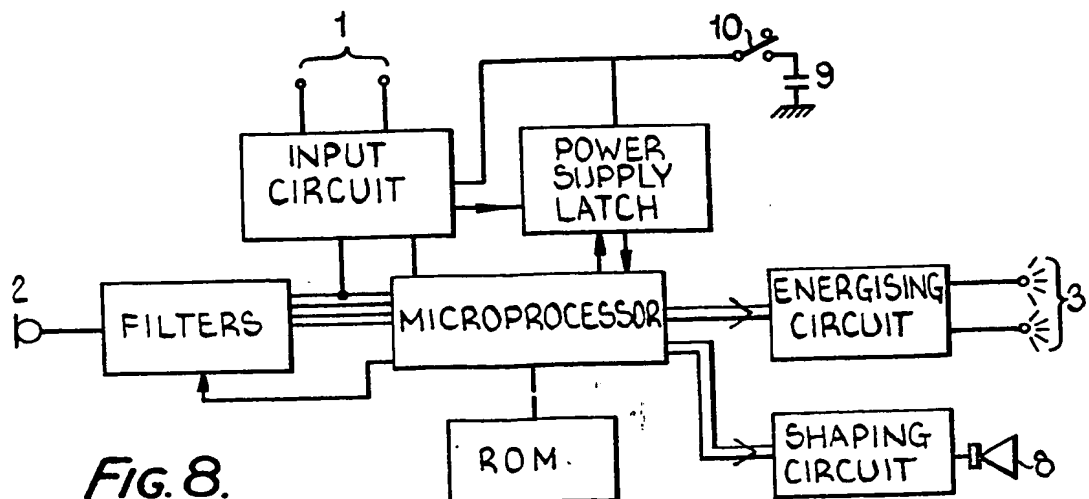 1
10
9
INPUT
CIRCUIT
POWER
SUPPLY
LATCH
2
FILTERS
MICROPROCESSOR
ENERGISING
CIRCUIT
3
ROM.
SHAPING
CIRCUIT
8
FIG. 8.